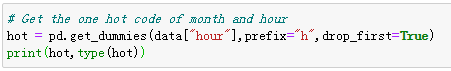 # Get the one hot code of month and hour
hot = pd.get_dummies(data["hour"],prefix="h",drop_first=True)
print(hot,type(hot))